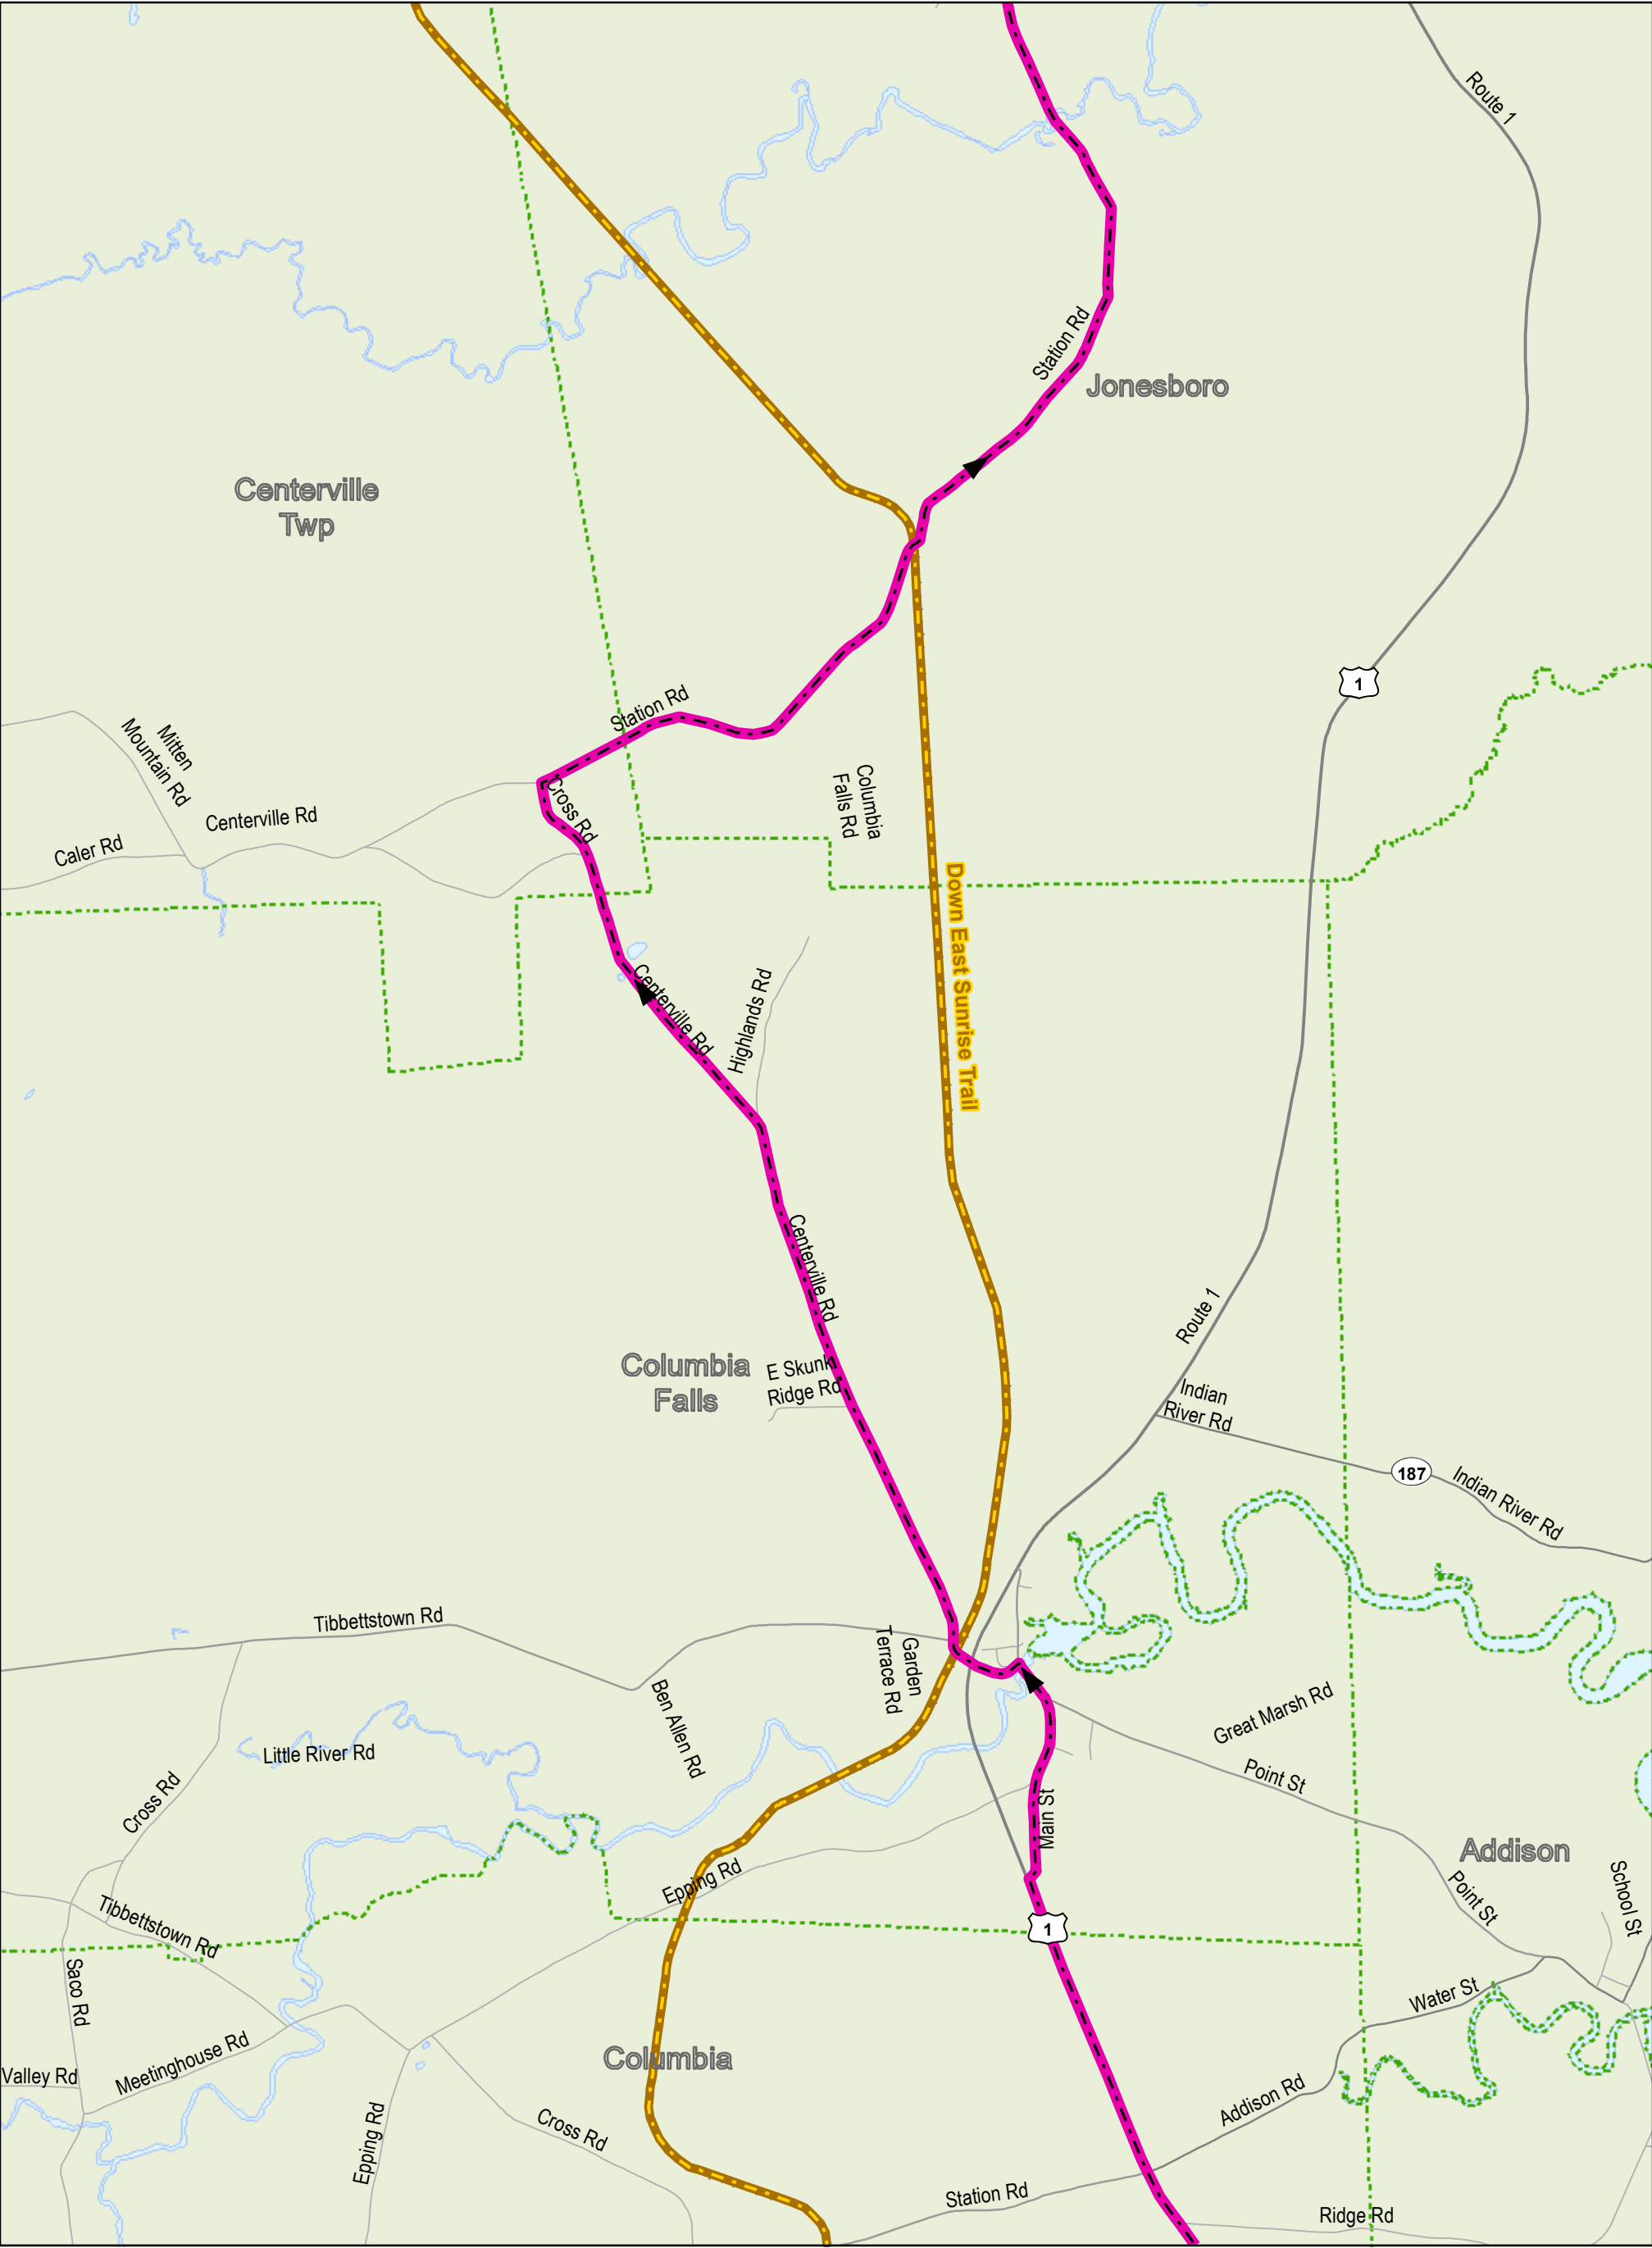 Route 1
Station Rd
Jonesboro
Centerville
Twp
1
Station Rd
Mitten
Mountain Rd
Cross Rd
Columbia
Falls Rd
Centerville Rd
Caler Rd
Down East Sunrise Trail
Centerville Rd
Highlands Rd
Centerville Rd
Route 1
E Skunk
Ridge Rd
Columbia
Falls
Indian
River Rd
187
Indian River Rd
Tibbettstown Rd
Garden
Terrace Rd
Ben Allen Rd
Great Marsh Rd
Little River Rd
Point St
Cross Rd
Main St
Addison
Epping Rd
Point St
School St
Tibbettstown Rd
1
Saco Rd
Water St
Meetinghouse Rd
Columbia
Valley Rd
Addison Rd
Epping Rd
Cross Rd
Station Rd
Ridge Rd